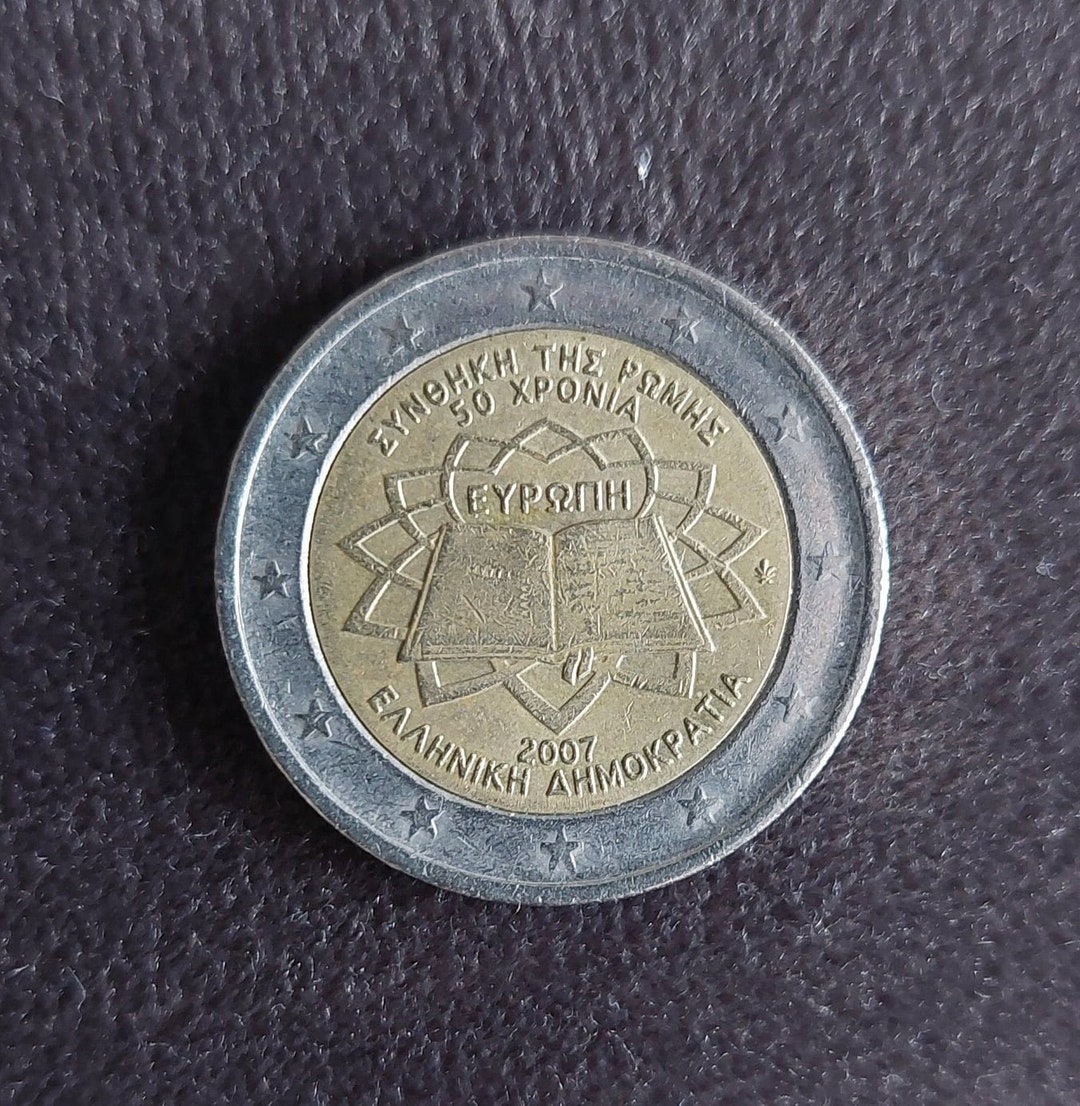 ΣΥΝΘΗΚΗ ΤΗΣ ΡΩΜΗΣ
50 ΧΡΟΝΙΑ
ΕΥΡΩΠΗ
2007
ΕΛΛΗΝΙΚΗ ΔΗΜΟΚΡΑΤΙΑ